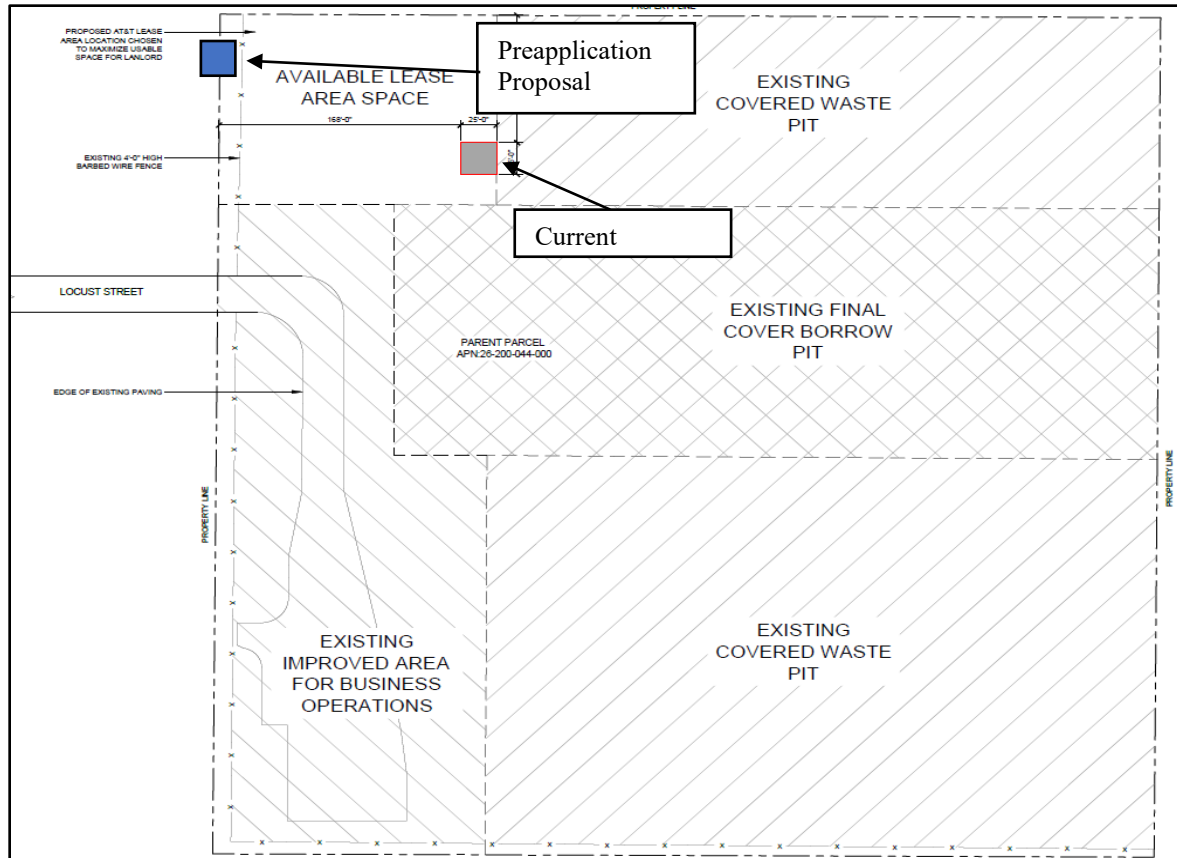 PROPERTY LINE
PROPOSED AT&T LEASE
AREA LOCATION CHOSEN
TO MAXIMIZE USABLE
SPACE FOR LANLORD
Preapplication
Proposal
AVAILABLE LEASE
AREA SPACE
EXISTING
COVERED WASTE
PIT
168'-0"
25'-0"
EXISTING 4'-0" HIGH
BARBED WIRE FENCE
Current
LOCUST STREET
EXISTING FINAL
COVER BORROW
PIT
PARENT PARCEL
APN:26-200-044-000
EDGE OF EXISTING PAVING
PROPERTY LINE
PROPERTY LINE
EXISTING
IMPROVED AREA
FOR BUSINESS
OPERATIONS
EXISTING
COVERED WASTE
PIT